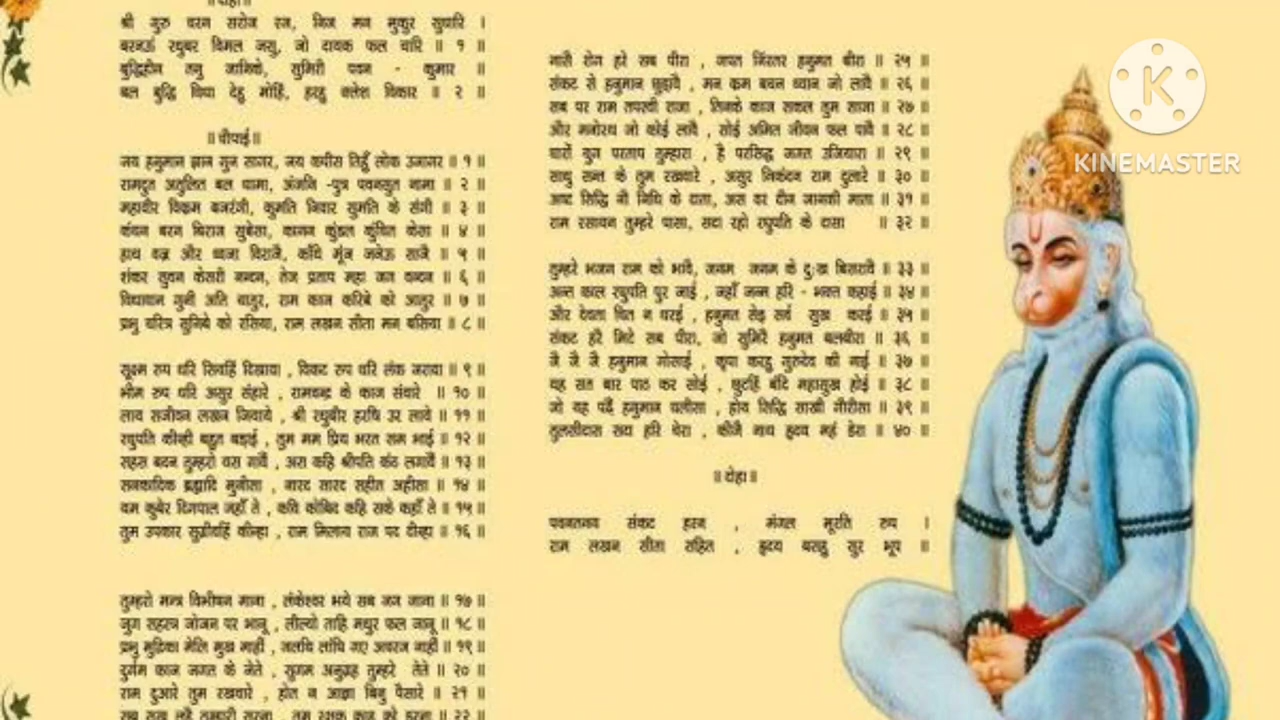 ॥ दोहा॥
श्री गुरु चरन सरोज रज, निज मन मुकुर सुधारि ।
बरनऊं रघुबर विमल जसु, जो दायक फल चारि ॥ १ ॥
बुद्धिहीन तनु जानिके, सुमिरौ पवन - कुमार ॥
बल बुद्धि विद्या देहु मोहिं, हरहु क्लेश विकार ॥ २ ॥
॥ चौपाई॥
जय हनुमान ज्ञान गुन सागर, जय कपीस तिहुँ लोक उजागर ॥ १ ॥
रामदूत अतुलित बल धामा, अंजनि -पुत्र पवनसुत नामा ॥ २ ॥
महावीर विक्रम बजरंगी, कुमति निवार सुमति के संगी ॥ ३ ॥
कंचन बरन बिराज सुबेसा, कानन कुंडल कुंचित केसा ॥ ४ ॥
हाथ वज्र और ध्वजा विराजै, काँधे मूंज जनेऊ साजै ॥ ५ ॥
शंकर सुवन केसरी नन्दन, तेज प्रताप महा जग वन्दन ॥ ६ ॥
विद्यावान गुनी अति चातुर, राम काज करिबे को आतुर ॥ ७ ॥
प्रभु चरित्र सुनिबे को रसिया, राम लखन सीता मन बसिया ॥ ८ ॥
सूक्ष्म रुप धरि सियहिं दिखावा , विकट रुप धरि लंक जरावा ॥ ९ ॥
भीम रुप धरि असुर संहारे , रामचन्द्र के काज संवारे ॥ १० ॥
लाय सजीवन लखन जियाये , श्री रघुबीर हरषि उर लाये ॥ ११ ॥
रघुपति कीन्ही बहुत बड़ाई , तुम मम प्रिय भरत सम भाई ॥ १२ ॥
सहस बदन तुम्हरो यस गावैं , अस कहि श्रीपति कंठ लगावैं ॥ १३ ॥
सनकादिक ब्रह्मादि मुनीसा , नारद सारद सहीत अहीसा ॥ १४ ॥
यम कुबेर दिगपाल जहाँ ते , कवि कोबिद कहि सके कहाँ ते ॥ १५ ॥
तुम उपकार सुग्रीवहिं कीन्हा , राम मिलाय राज पद दीन्हा ॥ १६ ॥
तुम्हरो मन्त्र विभीषन माना , लंकेश्वर भये सब जग जाना ॥ १७ ॥
जुग सहस्त्र जोजन पर भानू , लील्यो ताहि मधुर फल जानू ॥ १८ ॥
प्रभु मुद्रिका मेलि मुख माहीं , जलधि लांघि गए अचरज नाहीं ॥ १९ ॥
दुर्गम काज जगत के जेते , सुगम अनुग्रह तुम्हरे तेते ॥ २० ॥
राम दुआरे तुम रखवारे , होत न आज्ञा बिनु पैसारे ॥ २१ ॥
सब सुख लहै तुम्हारी सरना , तुम रक्षक काहू को डरना ॥ २२ ॥
नासै रोग हरे सब पीरा , जपत निरंतर हनुमत बीरा ॥ २५ ॥
संकट से हनुमान छुड़ावै , मन क्रम बचन ध्यान जो लावै ॥ २६ ॥
सब पर राम तपस्वी राजा , तिनके काज सकल तुम साजा ॥ २७ ॥
और मनोरथ जो कोई लावै , सोई अमित जीवन फल पावै ॥ २८ ॥
चारों युग परताप तुम्हारा , है परसिद्ध जगत उजियारा ॥ २९ ॥
साधु सन्त के तुम रखवारे , असुर निकंदन राम दुलारे ॥ ३० ॥
अष्ट सिद्धि नौ निधि के दाता, अस वर दीन जानकी माता ॥ ३१ ॥
राम रसायन तुम्हरे पासा, सदा रहो रघुपति के दासा ॥ ३२ ॥
तुम्हरे भजन राम को भावै, जनम जनम के दुःख बिसरावै ॥ ३३ ॥
अन्त काल रघुपति पुर जाई , जहाँ जन्म हरि - भक्त कहाई ॥ ३४ ॥
और देवता चित न धरई , हनुमत सेइ सर्व सुख करई ॥ ३५ ॥
संकट हरै मिटे सब पीरा, जो सुमिरै हनुमत बलबीरा ॥ ३६ ॥
जै जै जै हनुमान गोसाई , कृपा करहु गुरुदेव की नाई ॥ ३७ ॥
यह सत बार पाठ कर सोई , छुटहिं बंदि महासुख होई ॥ ३८ ॥
जो यह पढ़ैं हनुमान चलीसा , होय सिद्धि साखी गौरीसा ॥ ३९ ॥
तुलसीदास सदा हरि चेरा , कीजै नाथ हृदय महं डेरा ॥ ४० ॥
॥ दोहा॥
पवनतनय संकट हरन , मंगल मूरति रुप ।
राम लखन सीता सहित , हृदय बसहु सुर भूप ॥
K
KINEMASTER